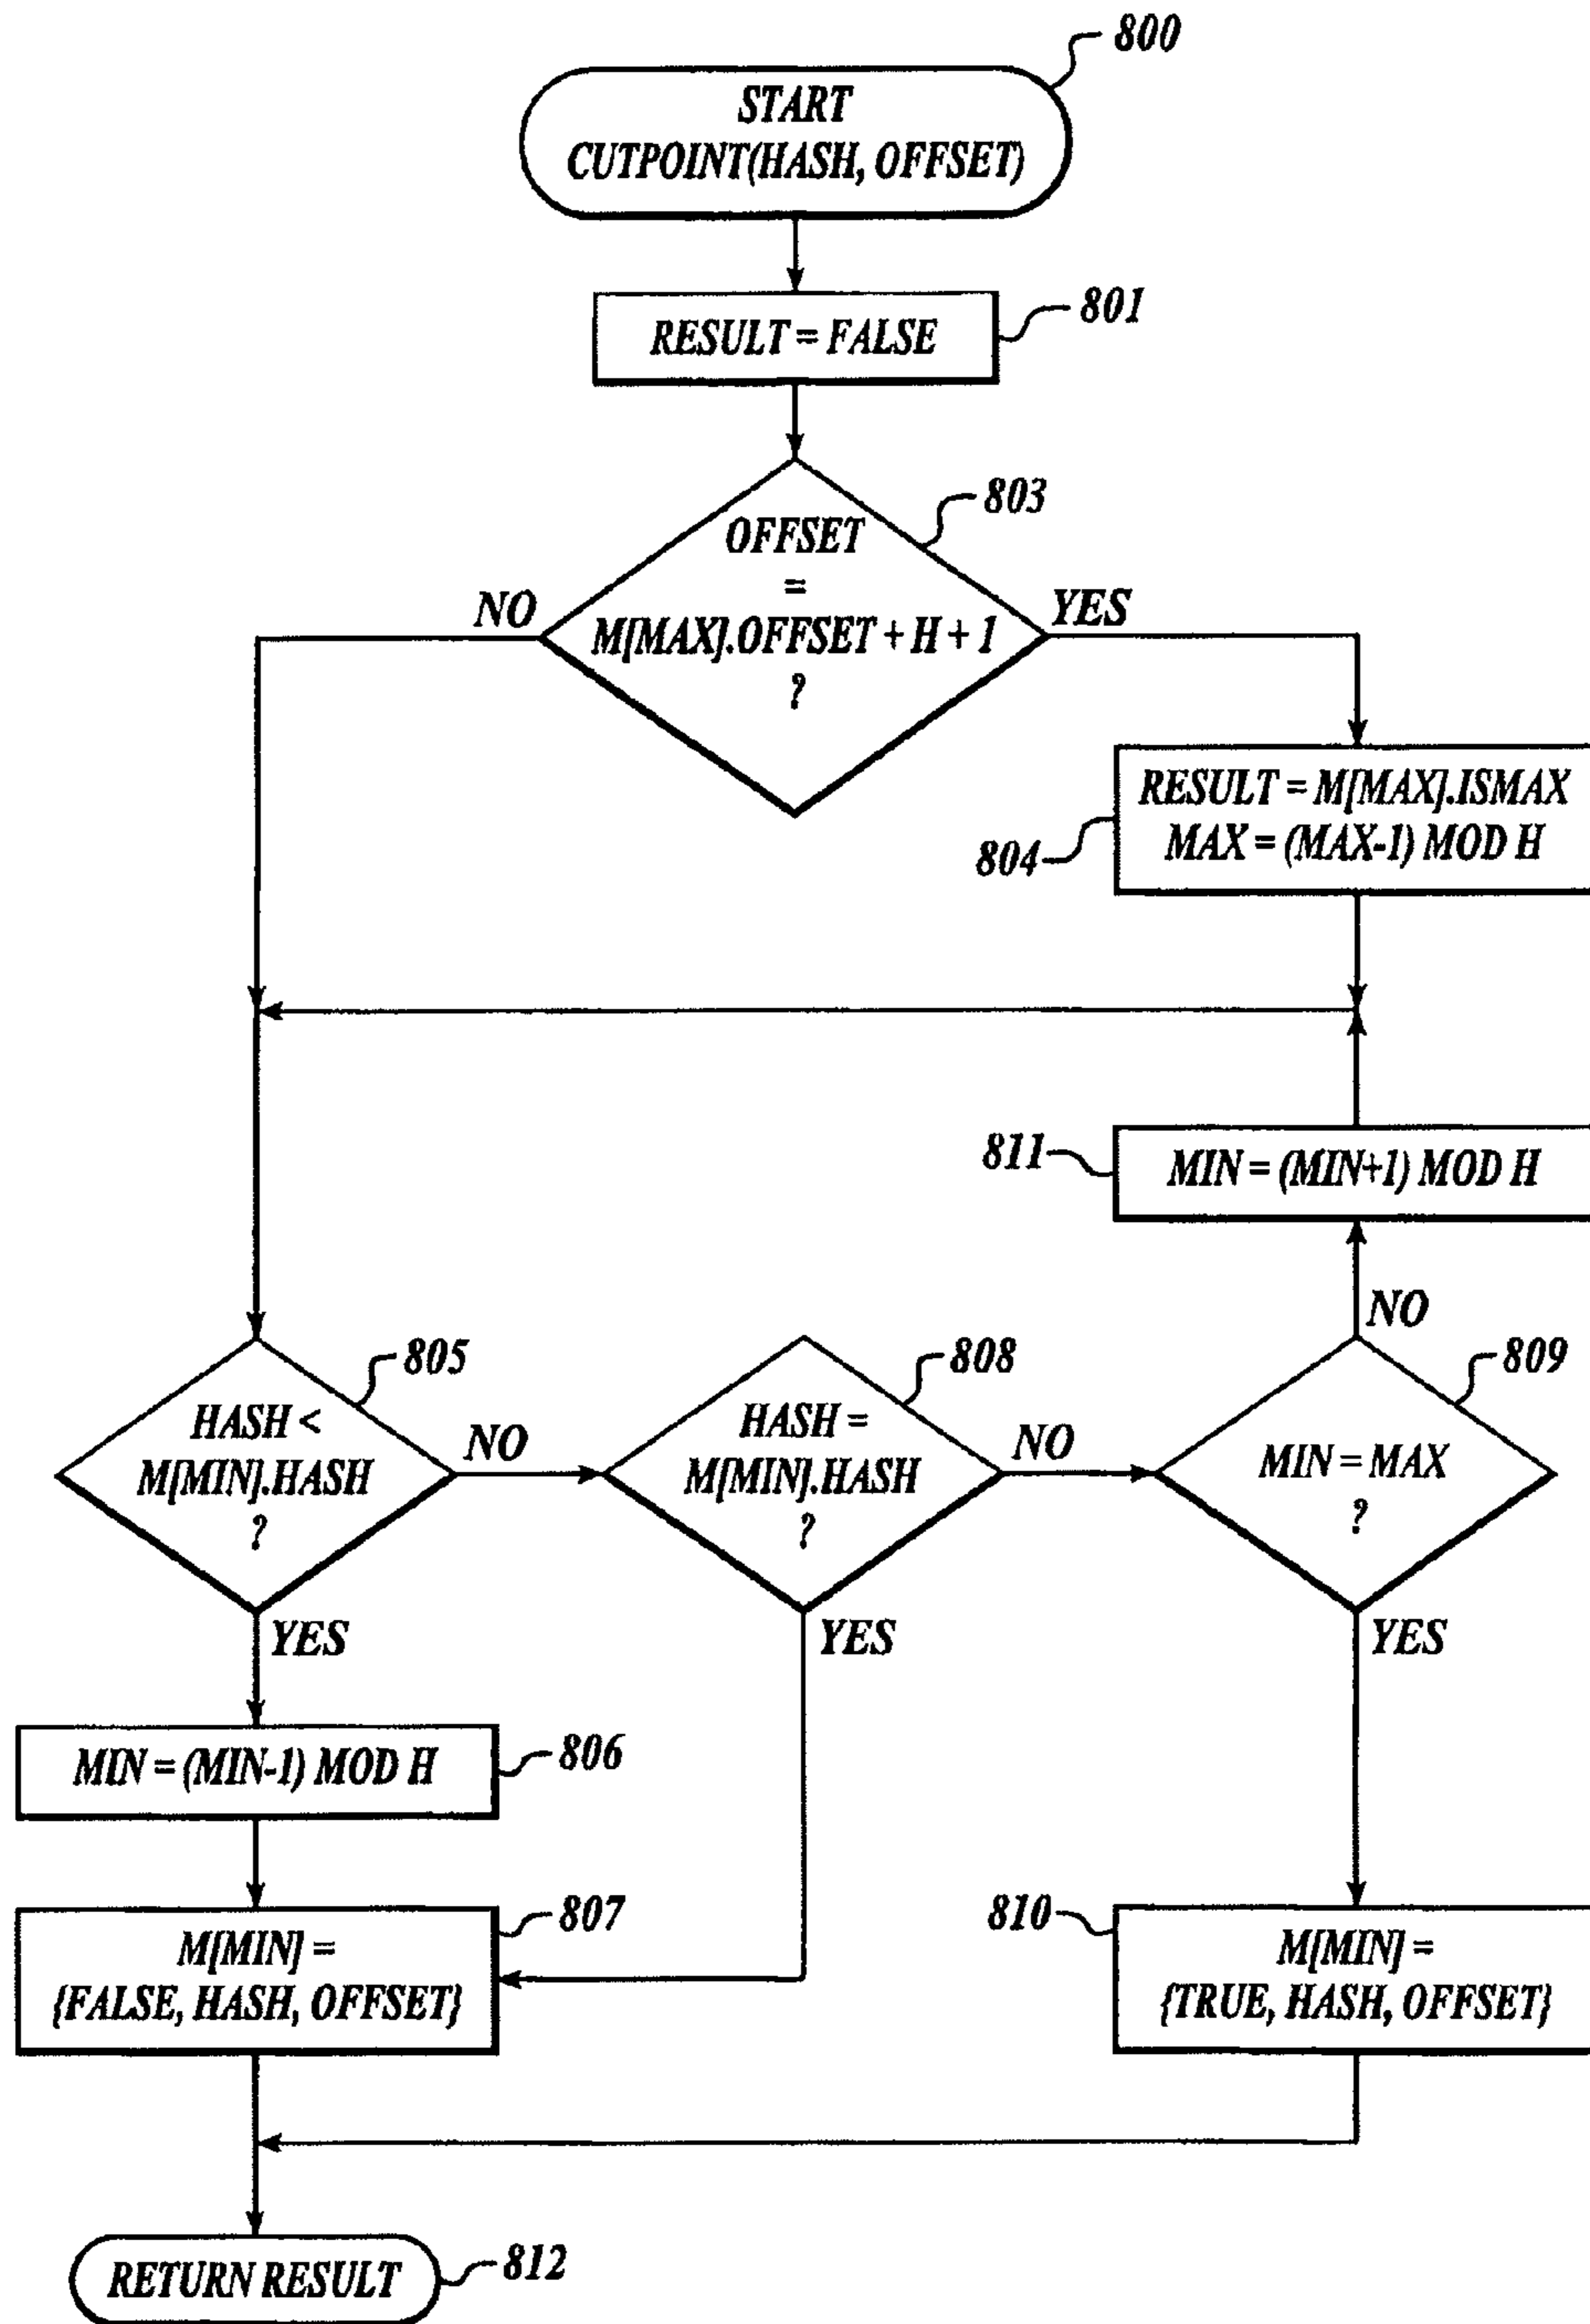 800
START
CUTPOINT(HASH, OFFSET)
801
RESULT = FALSE
803
OFFSET
=
M[MAX].OFFSET + H + 1
?
NO
YES
RESULT = M[MAX].ISMAX
MAX = (MAX-1) MOD H
804
811
MIN = (MIN+1) MOD H
NO
805
HASH <
M[MIN].HASH
?
NO
YES
808
HASH =
M[MIN].HASH
?
NO
YES
809
MIN = MAX
?
YES
MIN = (MIN-1) MOD H
806
807
M[MIN] =
{FALSE, HASH, OFFSET}
810
M[MIN] =
{TRUE, HASH, OFFSET}
RETURN RESULT
812